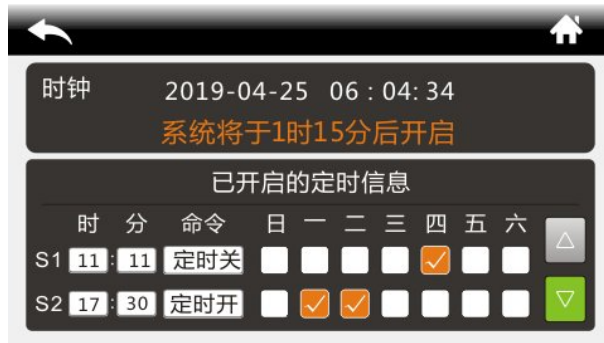 时钟 2019-04-25 06 : 04: 34
系统将于1时15分后开启
已开启的定时信息
时 分 命令 日 一 二 三 四 五 六
S1 11 : 11 定时关
S2 17 : 30 定时开